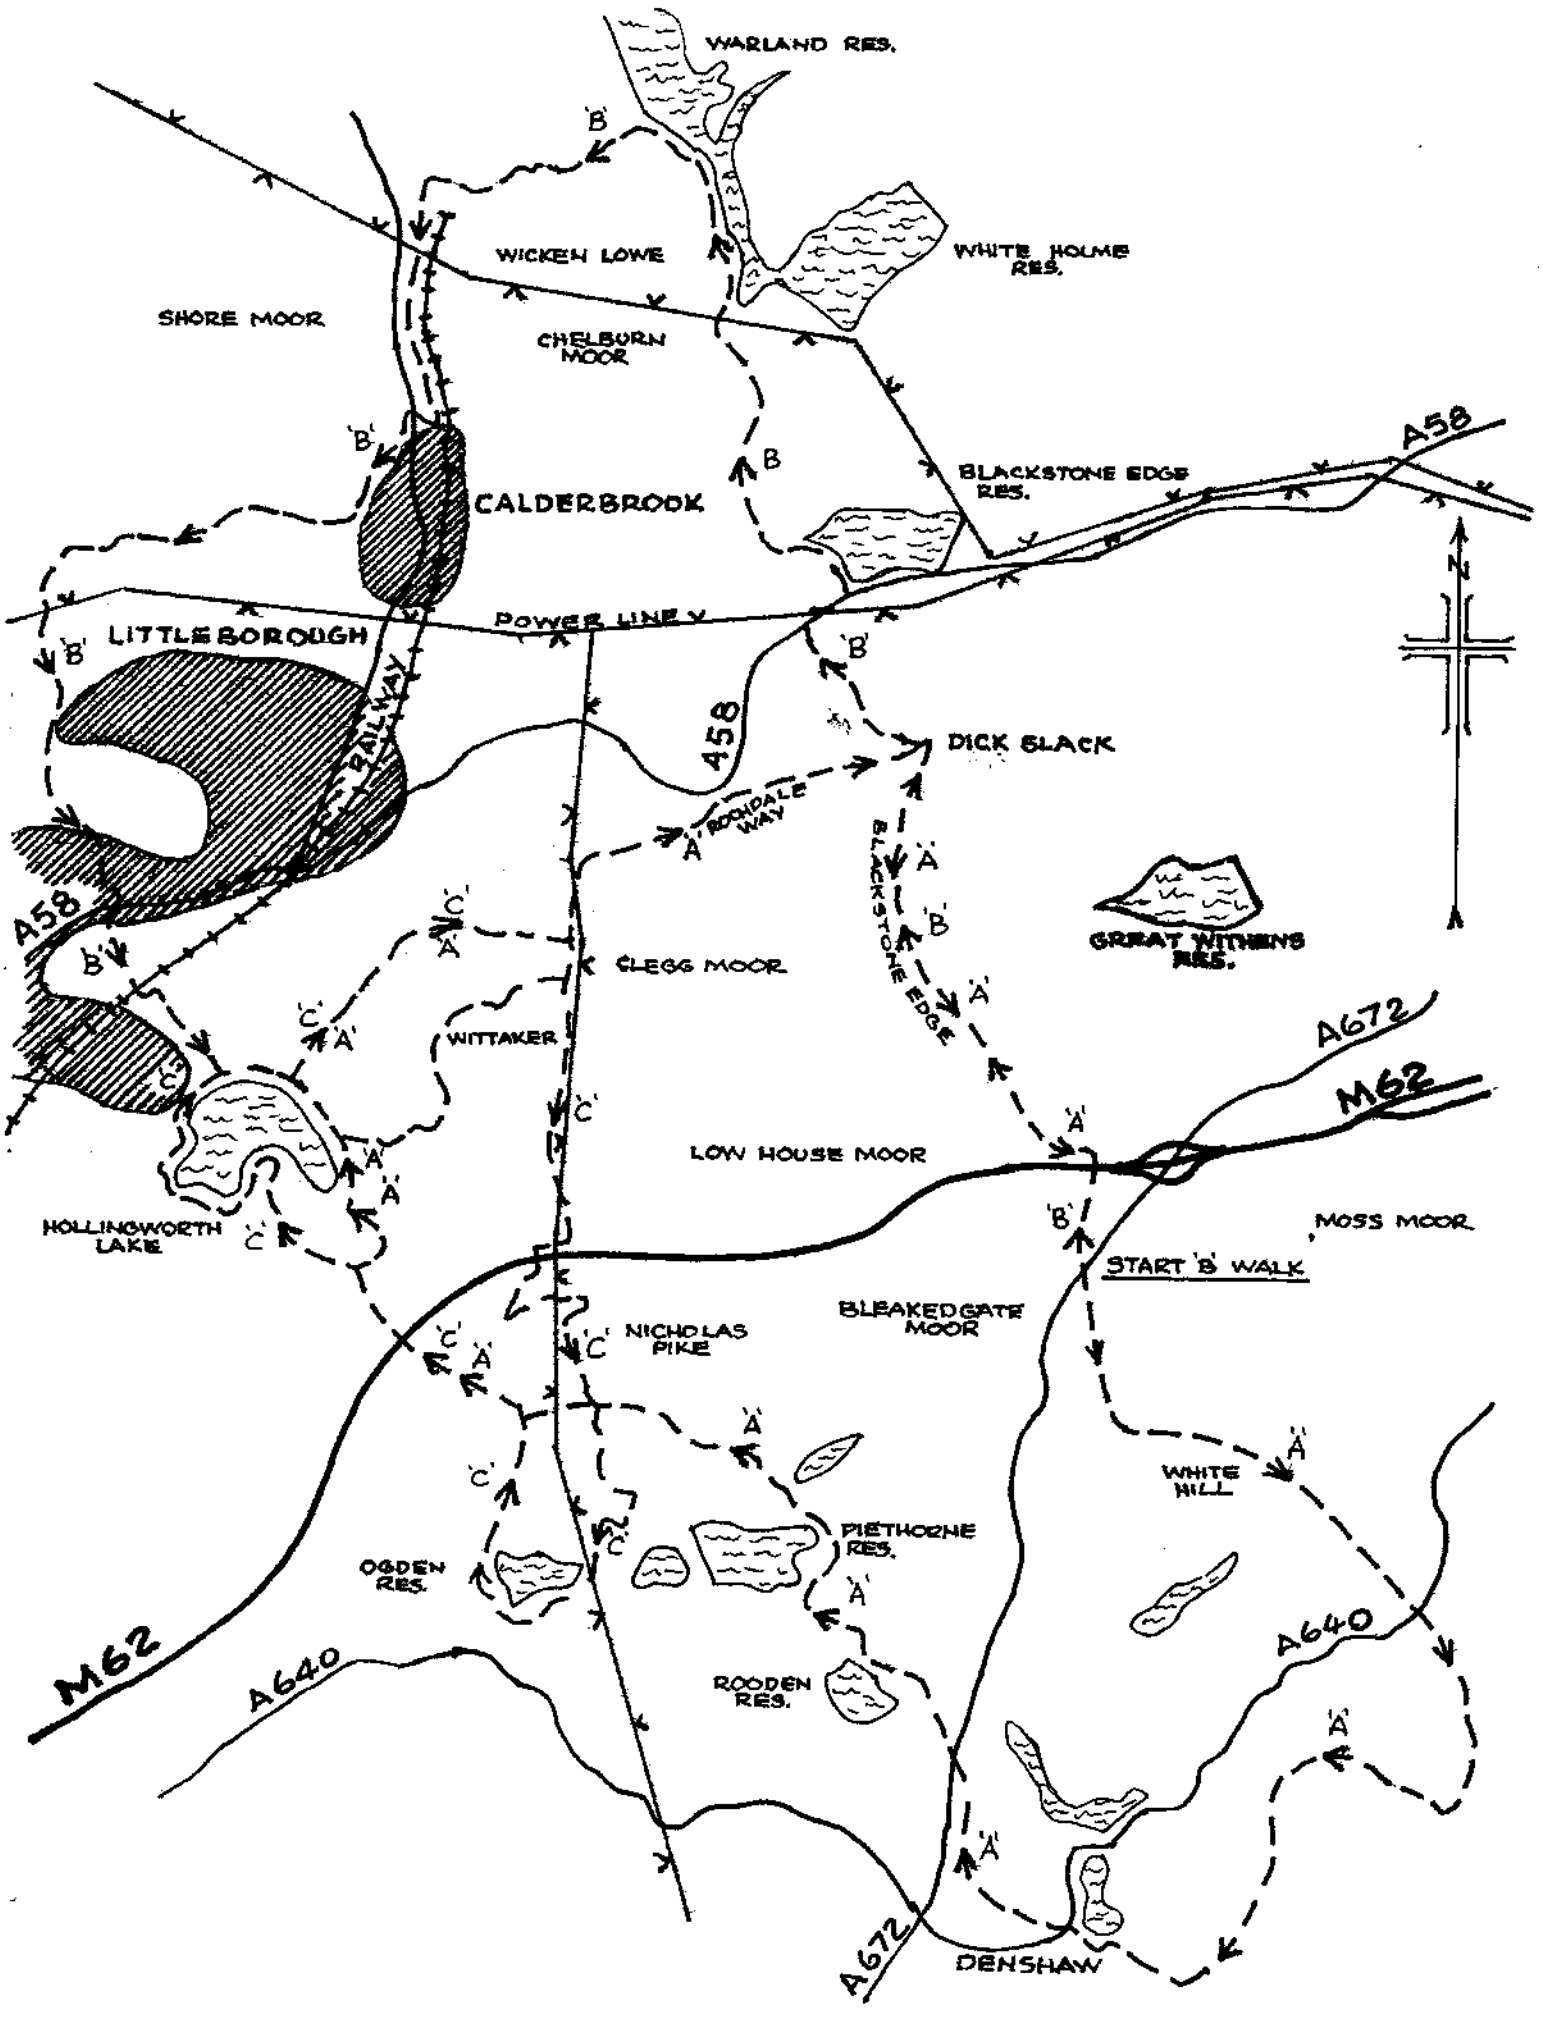 WARLAND RES.
'B'
WHITE HOLME
RES.
WICKEN LOWE
SHORE MOOR
CHELBURN
MOOR
A58
'B'
B
BLACKSTONE EDGE
RES.
CALDERBROOK
N
POWER LINE
LITTLEBOROUGH
'B'
'B'
RAILWAY
A58
DICK SLACK
ROCHDALE
WAY
'A'
BLACKSTONE EDGE
'A'
'C'
'A'
A58
'B'
'B'
GREAT WITHENS
RES.
CLEGG MOOR
'A'
'C'
'A'
WITTAKER
A672
'C'
M62
'C'
'A'
'A'
LOW HOUSE MOOR
'A'
HOLLINGWORTH
LAKE
'C'
'B'
MOSS MOOR
START 'B' WALK
BLEAKEDGATE
MOOR
NICHOLAS
PIKE
'C'
'C'
'A'
'A'
'A'
WHITE
HILL
'C'
PIETHORNE
RES.
'C'
OGDEN
RES.
'A'
M62
A640
A640
ROODEN
RES.
'A'
'A'
A672
DENSHAW